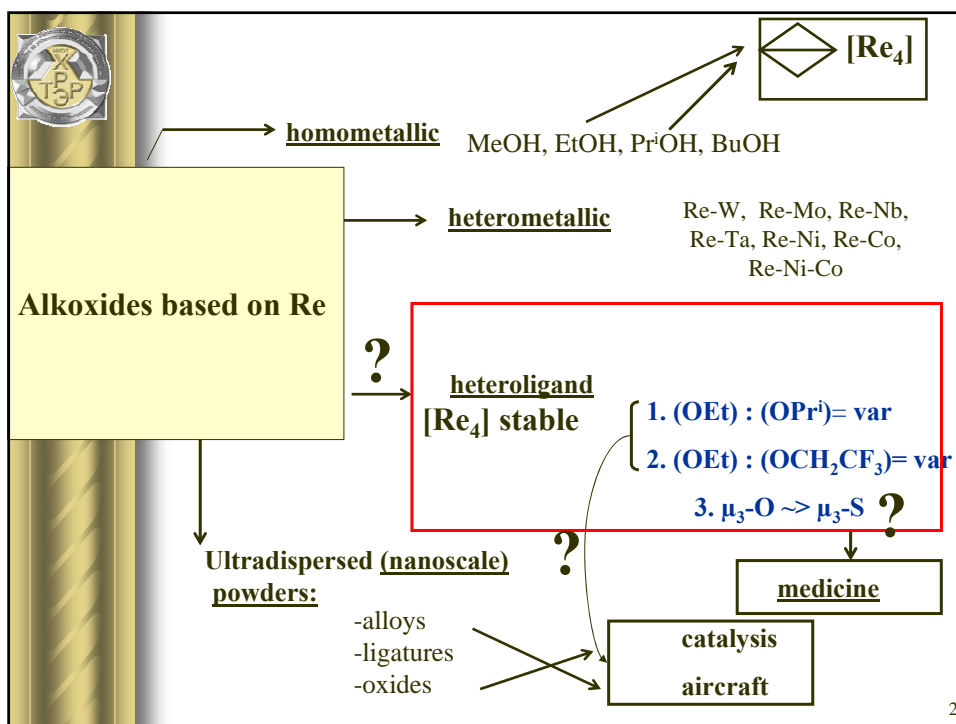 [Re₄]
homometallic
MeOH, EtOH, PrⁱOH, BuOH
heterometallic
Re-W, Re-Mo, Re-Nb,
Re-Ta, Re-Ni, Re-Co,
Re-Ni-Co
Alkoxides based on Re
?
heteroligand
[Re₄] stable
1. (OEt) : (OPrⁱ)= var
2. (OEt) : (OCH₂CF₃)= var
3. µ₃-O ~> µ₃-S ?
?
Ultradispersed (nanoscale)
powders:
-alloys
-ligatures
-oxides
medicine
catalysis
aircraft
2